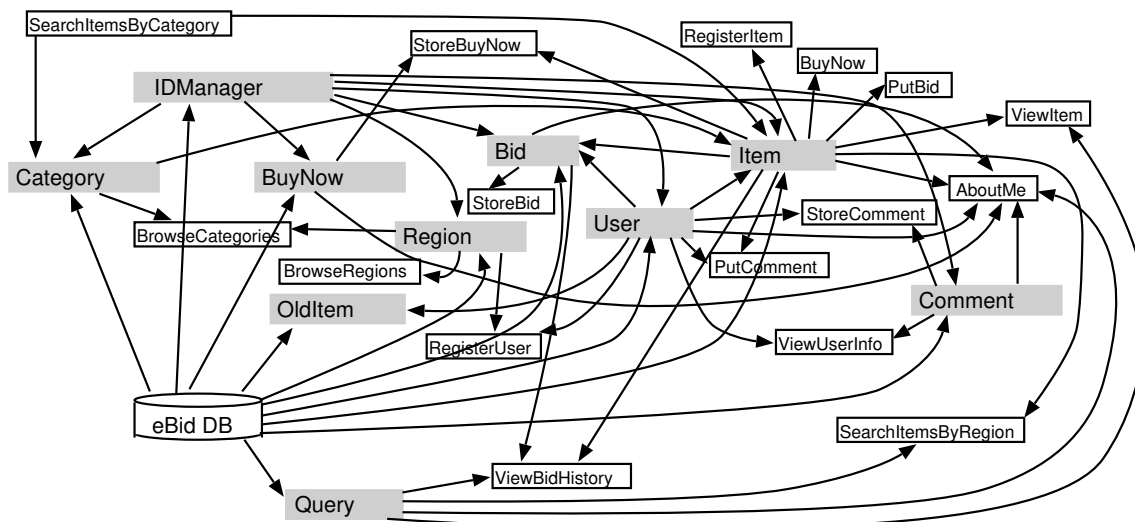 SearchItemsByCategory
RegisterItem
StoreBuyNow
BuyNow
IDManager
PutBid
ViewItem
Bid
Item
Category
BuyNow
AboutMe
StoreBid
StoreComment
User
BrowseCategories
Region
PutComment
BrowseRegions
OldItem
Comment
RegisterUser
ViewUserInfo
eBid DB
SearchItemsByRegion
ViewBidHistory
Query